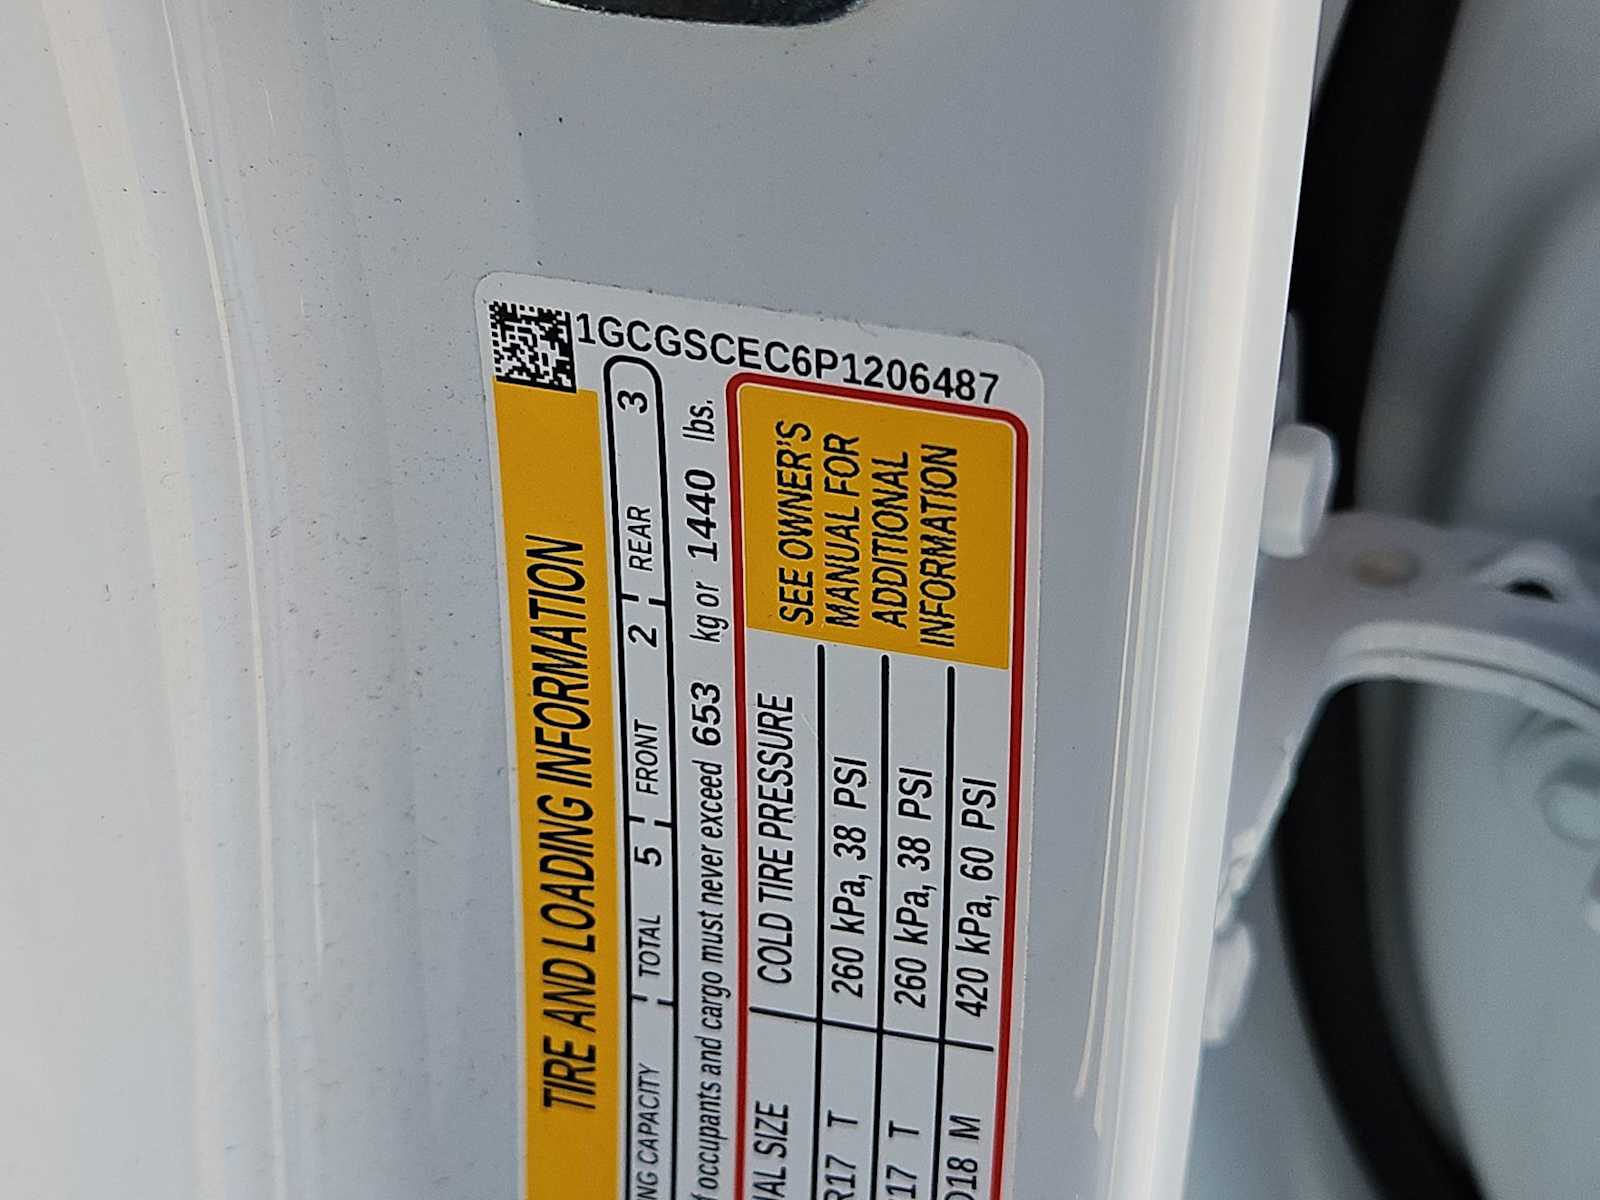 1GCGSCEC6P1206487
TIRE AND LOADING INFORMATION
NG CAPACITY TOTAL 5 FRONT 2 REAR 3
f occupants and cargo must never exceed 653 kg or 1440 lbs.
NAL SIZE COLD TIRE PRESSURE
R17 T 260 kPa, 38 PSI
17 T 260 kPa, 38 PSI
D18 M 420 kPa, 60 PSI
SEE OWNER'S
MANUAL FOR
ADDITIONAL
INFORMATION